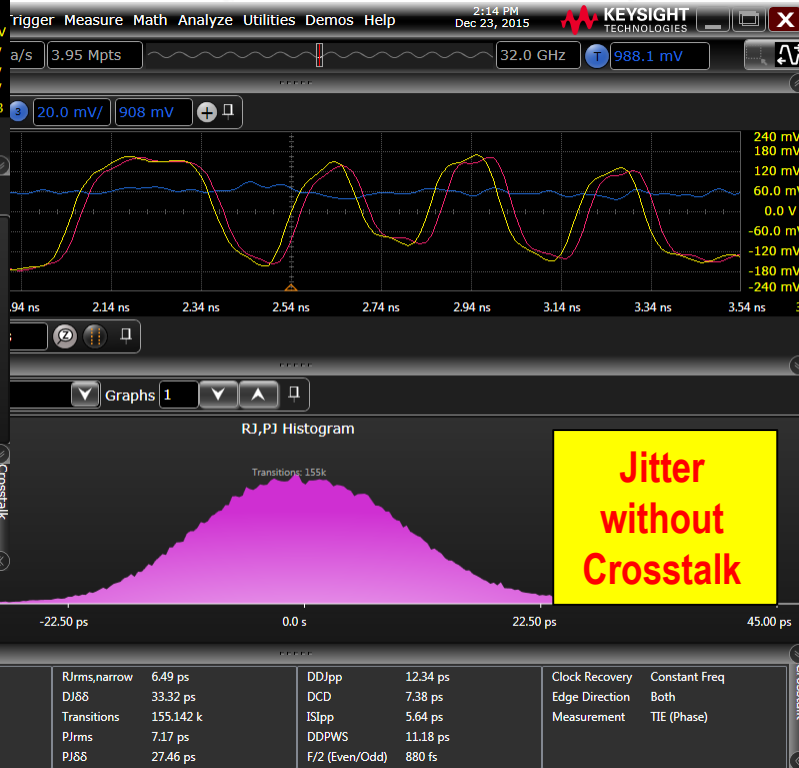 Trigger Measure Math Analyze Utilities Demos Help
2:14 PM
Dec 23, 2015
KEYSIGHT
TECHNOLOGIES
a/s 3.95 Mpts 32.0 GHz T 988.1 mV
3 20.0 mV/ 908 mV
240 mV
180 mV
120 mV
60.0 mV
0.0 V
-60.0 mV
-120 mV
-180 mV
-240 mV
.94 ns 2.14 ns 2.34 ns 2.54 ns 2.74 ns 2.94 ns 3.14 ns 3.34 ns 3.54 ns
Graphs 1
RJ,PJ Histogram
Transitions: 155k
Jitter
without
Crosstalk
Crosstalk
-22.50 ps 0.0 s 22.50 ps 45.00 ps
RJrms,narrow 6.49 ps DDJpp 12.34 ps Clock Recovery Constant Freq
DJδδ 33.32 ps DCD 7.38 ps Edge Direction Both
Transitions 155.142 k ISIpp 5.64 ps Measurement TIE (Phase)
PJrms 7.17 ps DDPWS 11.18 ps
PJδδ 27.46 ps F/2 (Even/Odd) 880 fs